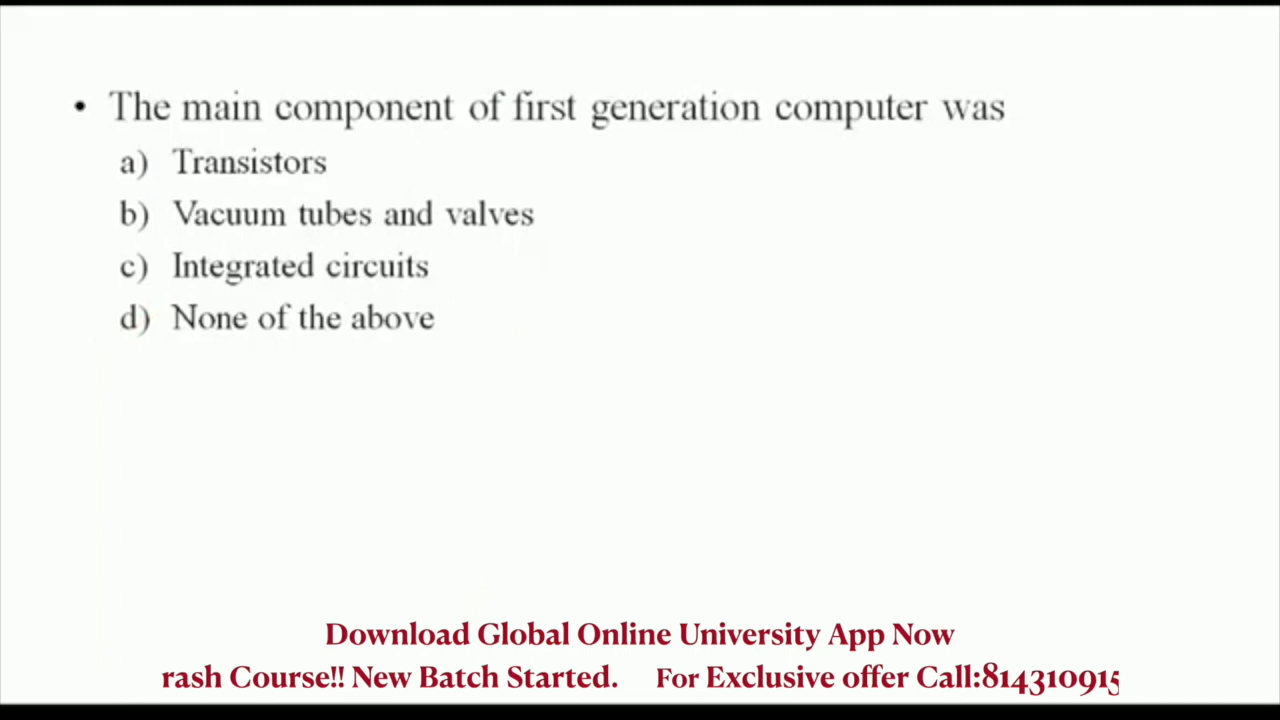 • The main component of first generation computer was
a) Transistors
b) Vacuum tubes and valves
c) Integrated circuits
d) None of the above
Download Global Online University App Now
rash Course!! New Batch Started. For Exclusive offer Call:814310915